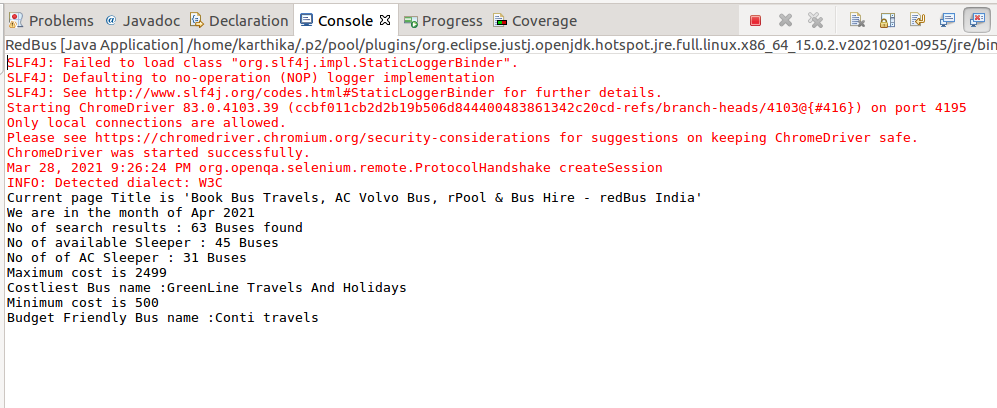 Problems Javadoc Declaration Console Progress Coverage
RedBus [Java Application] /home/karthika/.p2/pool/plugins/org.eclipse.justj.openjdk.hotspot.jre.full.linux.x86_64_15.0.2.v20210201-0955/jre/bin
SLF4J: Failed to load class "org.slf4j.impl.StaticLoggerBinder".
SLF4J: Defaulting to no-operation (NOP) logger implementation
SLF4J: See http://www.slf4j.org/codes.html#StaticLoggerBinder for further details.
Starting ChromeDriver 83.0.4103.39 (ccbf011cb2d2b19b506d844400483861342c20cd-refs/branch-heads/4103@{#416}) on port 4195
Only local connections are allowed.
Please see https://chromedriver.chromium.org/security-considerations for suggestions on keeping ChromeDriver safe.
ChromeDriver was started successfully.
Mar 28, 2021 9:26:24 PM org.openqa.selenium.remote.ProtocolHandshake createSession
INFO: Detected dialect: W3C
Current page Title is 'Book Bus Travels, AC Volvo Bus, rPool & Bus Hire - redBus India'
We are in the month of Apr 2021
No of search results : 63 Buses found
No of available Sleeper : 45 Buses
No of of AC Sleeper : 31 Buses
Maximum cost is 2499
Costliest Bus name :GreenLine Travels And Holidays
Minimum cost is 500
Budget Friendly Bus name :Conti travels